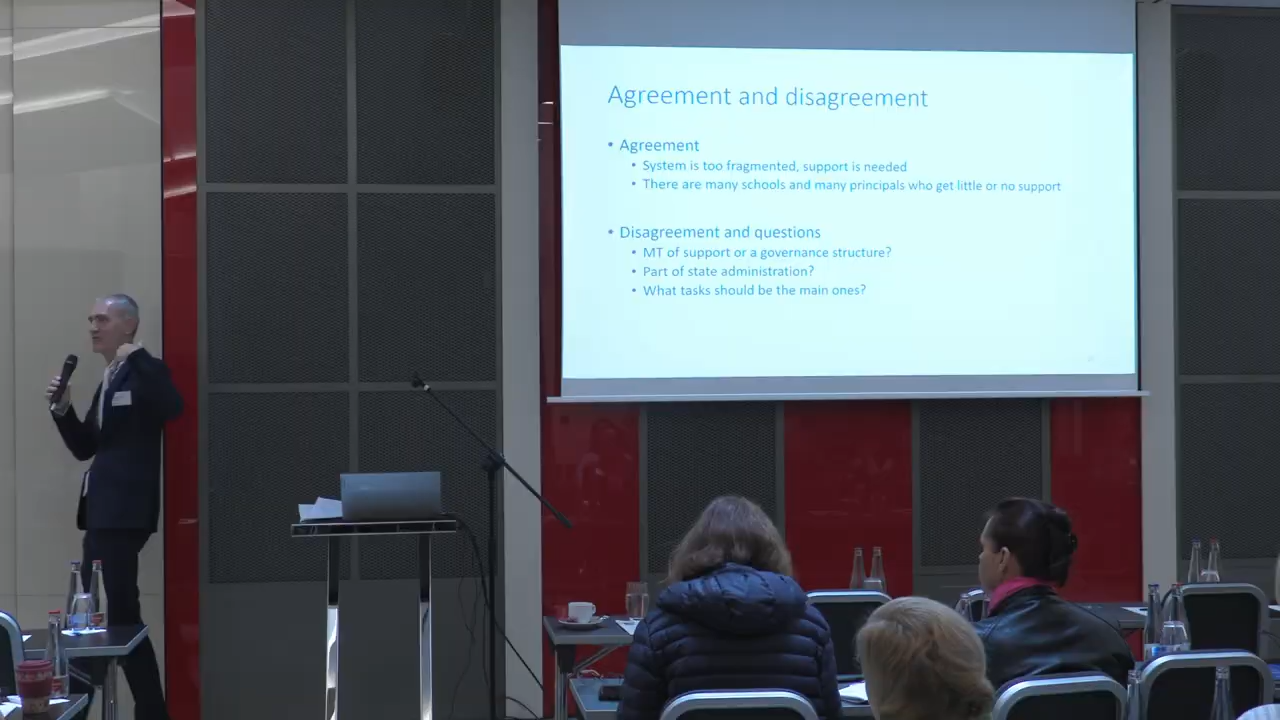 Agreement and disagreement
• Agreement
• System is too fragmented, support is needed
• There are many schools and many principals who get little or no support
• Disagreement and questions
• MT of support or a governance structure?
• Part of state administration?
• What tasks should be the main ones?